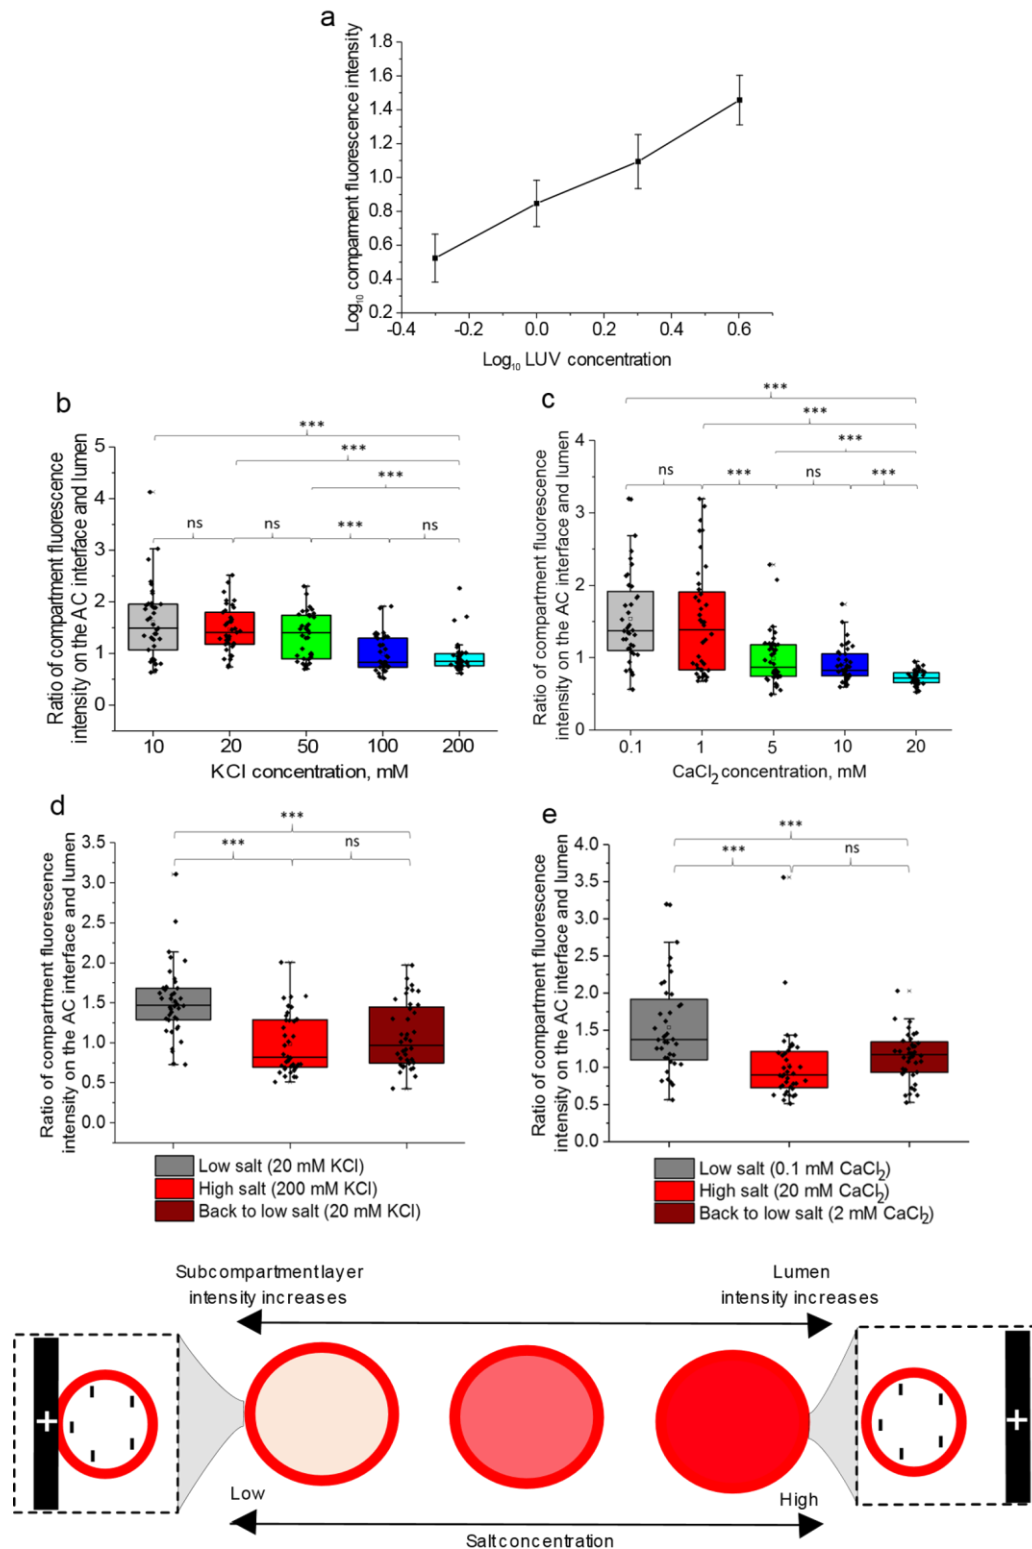 a
Log₁₀ comparment fluorescence intensity
1.8
1.6
1.4
1.2
1.0
0.8
0.6
0.4
0.2
-0.4 -0.2 0.0 0.2 0.4 0.6
Log₁₀ LUV concentration
b
Ratio of compartment fluorescence
intensity on the AC interface and lumen
***
***
***
ns ns *** ns
5
4
3
2
1
0
10 20 50 100 200
KCl concentration, mM
c
Ratio of compartment fluorescence
intensity on the AC interface and lumen
***
***
***
ns *** ns ***
4
3
2
1
0
0.1 1 5 10 20
CaCl₂ concentration, mM
d
Ratio of compartment fluorescence
intensity on the AC interface and lumen
***
*** ns
3.5
3.0
2.5
2.0
1.5
1.0
0.5
0.0
Low salt (20 mM KCl)
High salt (200 mM KCl)
Back to low salt (20 mM KCl)
e
Ratio of compartment fluorescence
intensity on the AC interface and lumen
***
*** ns
4.0
3.5
3.0
2.5
2.0
1.5
1.0
0.5
0.0
Low salt (0.1 mM CaCl₂)
High salt (20 mM CaCl₂)
Back to low salt (2 mM CaCl₂)
Subcompartment layer
intensity increases
Lumen
intensity increases
+
+
Low
High
Salt concentration